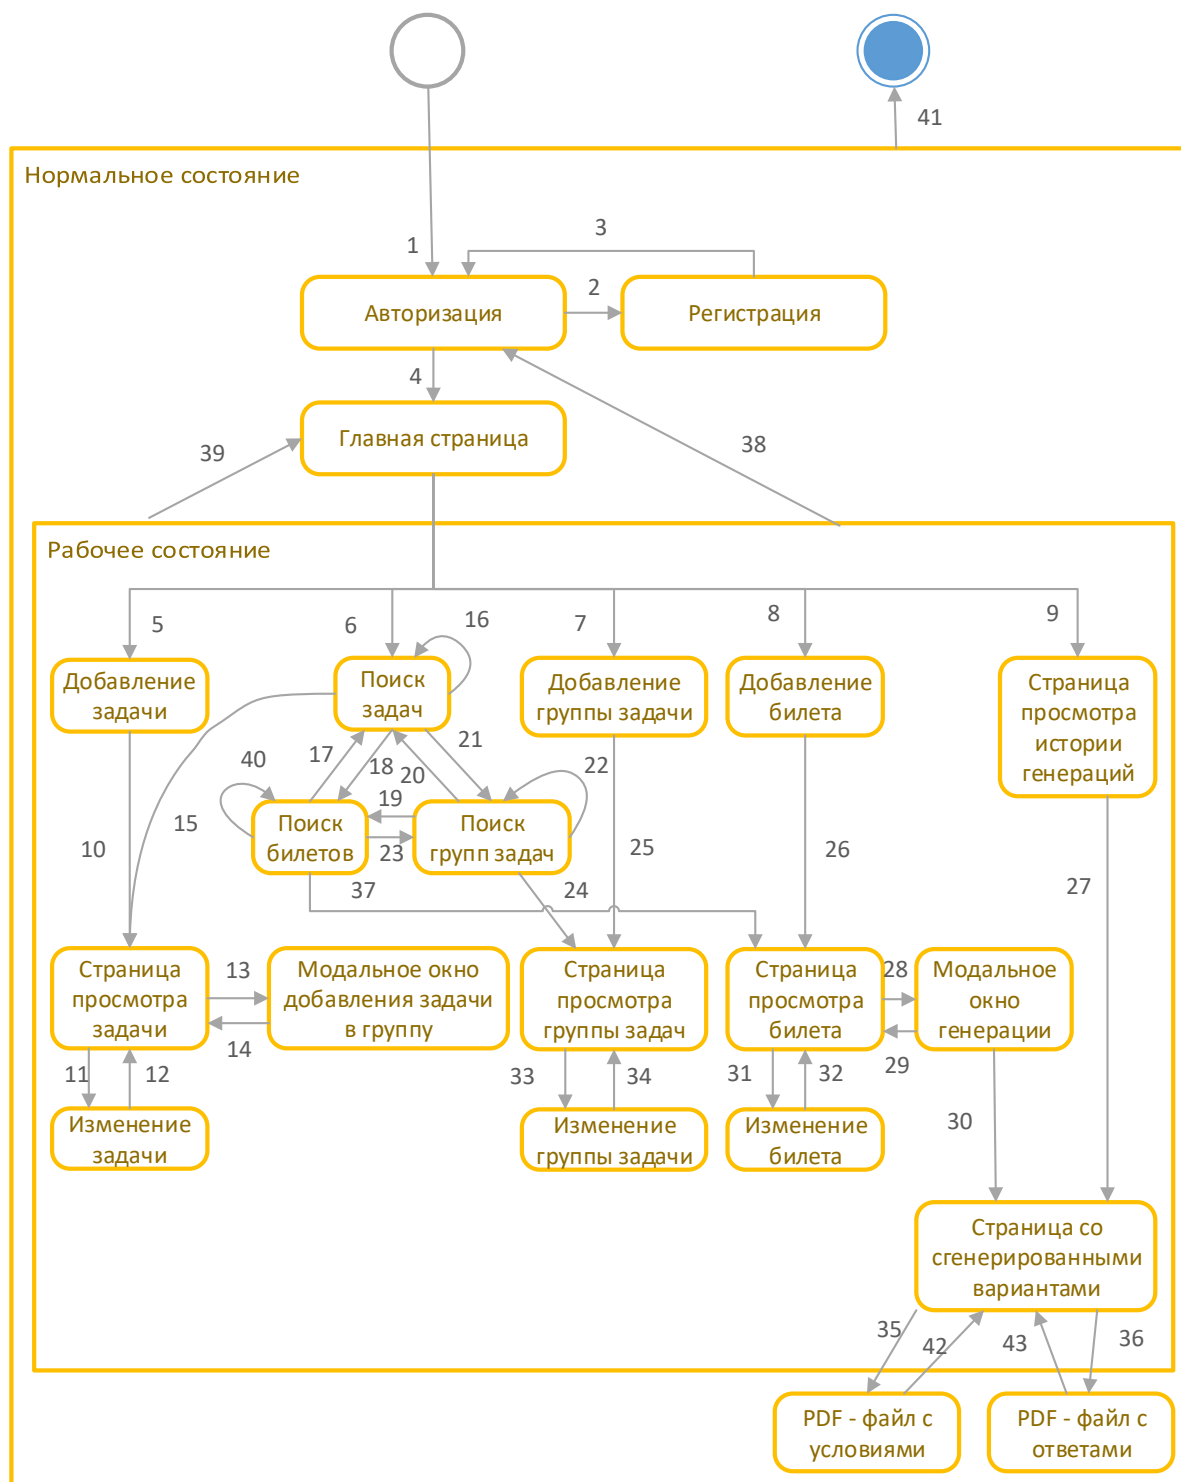 41
Нормальное состояние
3
1
2
Авторизация
Регистрация
4
Главная страница
39
38
Рабочее состояние
5
6
16
7
8
9
Добавление
задачи
Поиск
задач
Добавление
группы задачи
Добавление
билета
Страница
просмотра
истории
генераций
40
17
18
20
21
22
19
15
Поиск
билетов
23
Поиск
групп задач
10
25
26
37
24
27
Страница
просмотра
задачи
13
14
Модальное окно
добавления задачи
в группу
Страница
просмотра
группы задач
Страница
просмотра
билета
28
29
Модальное
окно
генерации
11
12
33
34
31
32
Изменение
задачи
Изменение
группы задачи
Изменение
билета
30
Страница со
сгенерированными
вариантами
35
42
43
36
PDF - файл с
условиями
PDF - файл с
ответами